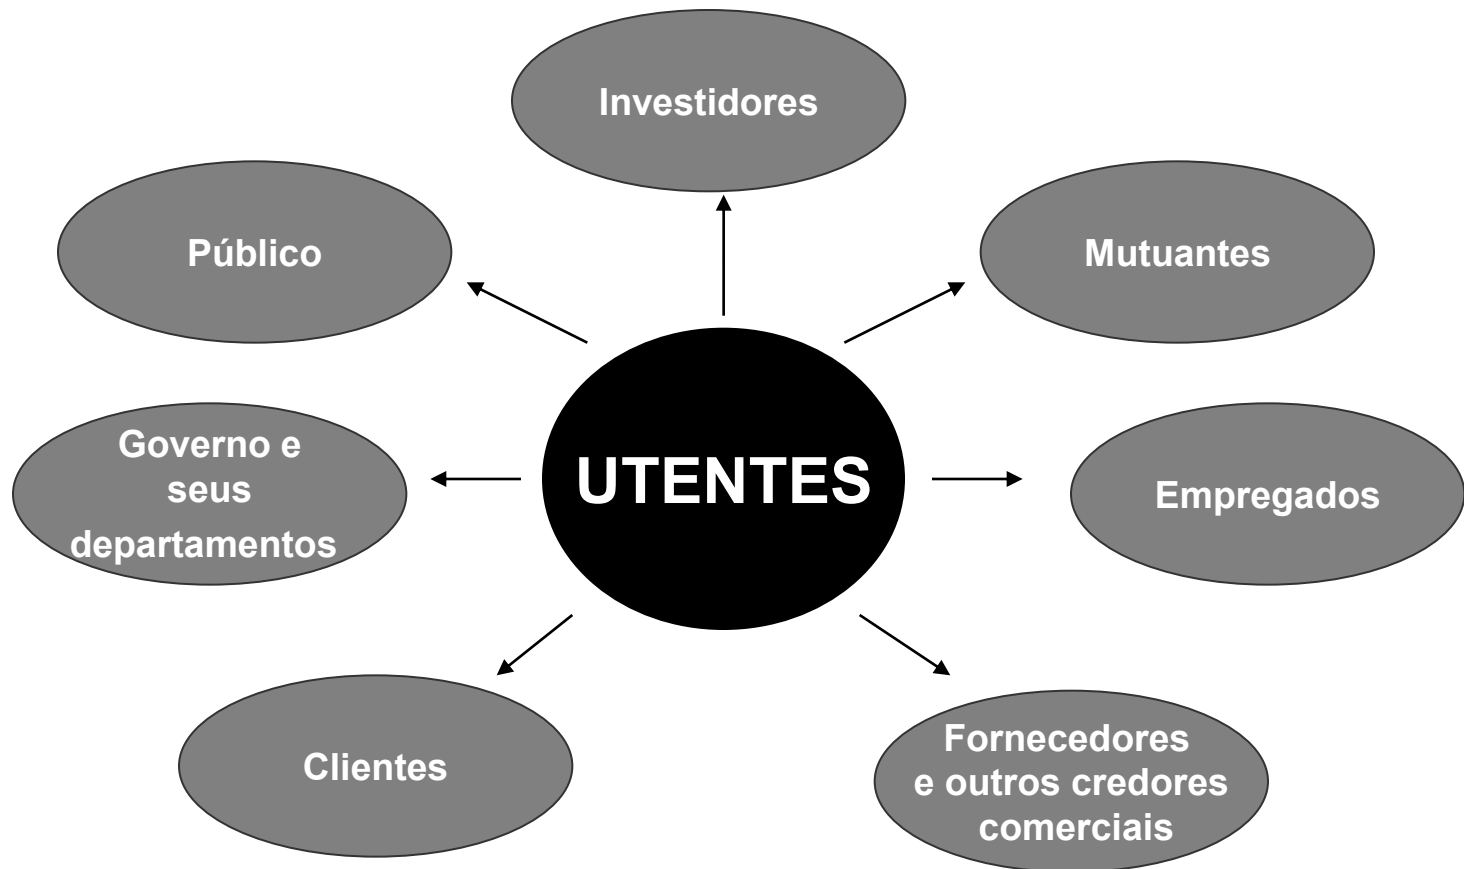 Investidores
Público
Mutuantes
Governo e
seus
departamentos
UTENTES
Empregados
Clientes
Fornecedores
e outros credores
comerciais